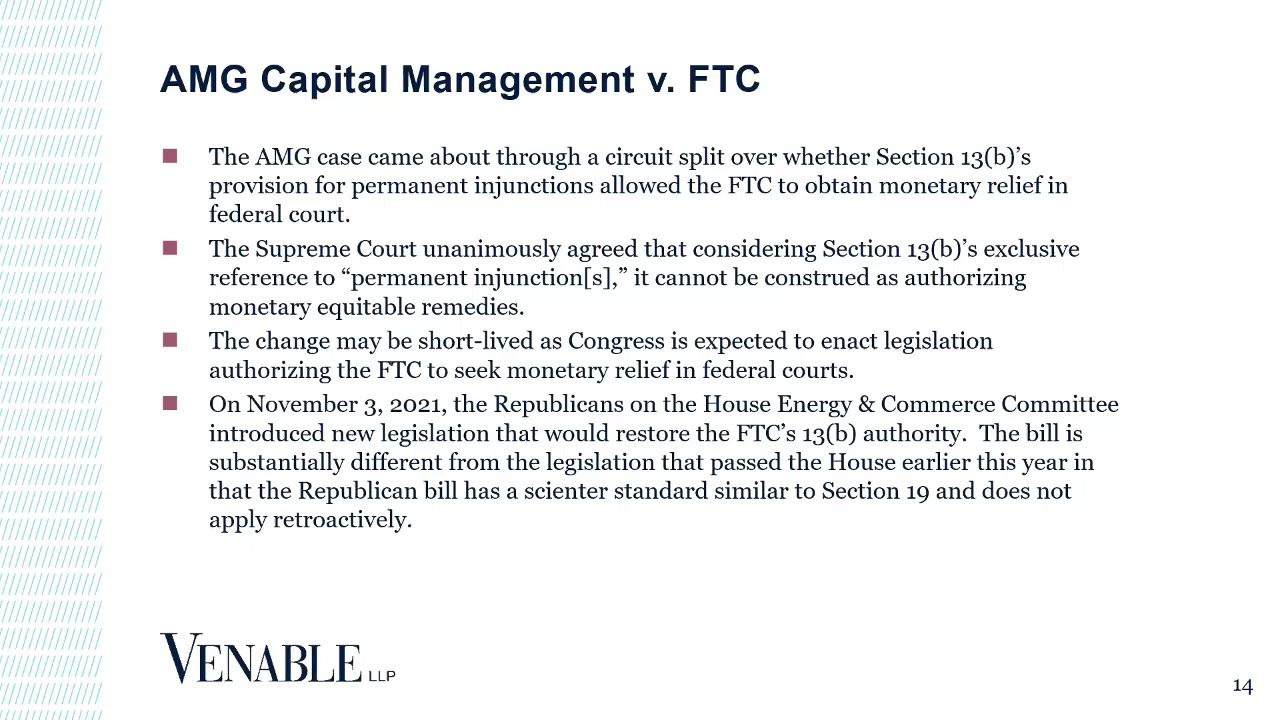 AMG Capital Management v. FTC
The AMG case came about through a circuit split over whether Section 13(b)’s
provision for permanent injunctions allowed the FTC to obtain monetary relief in
federal court.
The Supreme Court unanimously agreed that considering Section 13(b)’s exclusive
reference to “permanent injunction[s],” it cannot be construed as authorizing
monetary equitable remedies.
The change may be short-lived as Congress is expected to enact legislation
authorizing the FTC to seek monetary relief in federal courts.
On November 3, 2021, the Republicans on the House Energy & Commerce Committee
introduced new legislation that would restore the FTC’s 13(b) authority.  The bill is
substantially different from the legislation that passed the House earlier this year in
that the Republican bill has a scienter standard similar to Section 19 and does not
apply retroactively.
VENABLE LLP
14